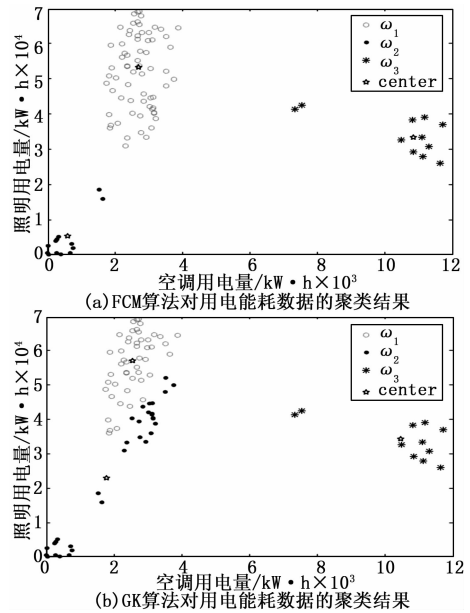 7
6
5
4
3
2
1
0
照明用电量/kW·h×10⁴
ω₁
ω₂
ω₃
center
0 2 4 6 8 10 12
空调用电量/kW·h×10³
(a)FCM算法对用电能耗数据的聚类结果
7
6
5
4
3
2
1
0
照明用电量/kW·h×10⁴
ω₁
ω₂
ω₃
center
0 2 4 6 8 10 12
空调用电量/kW·h×10³
(b)GK算法对用电能耗数据的聚类结果